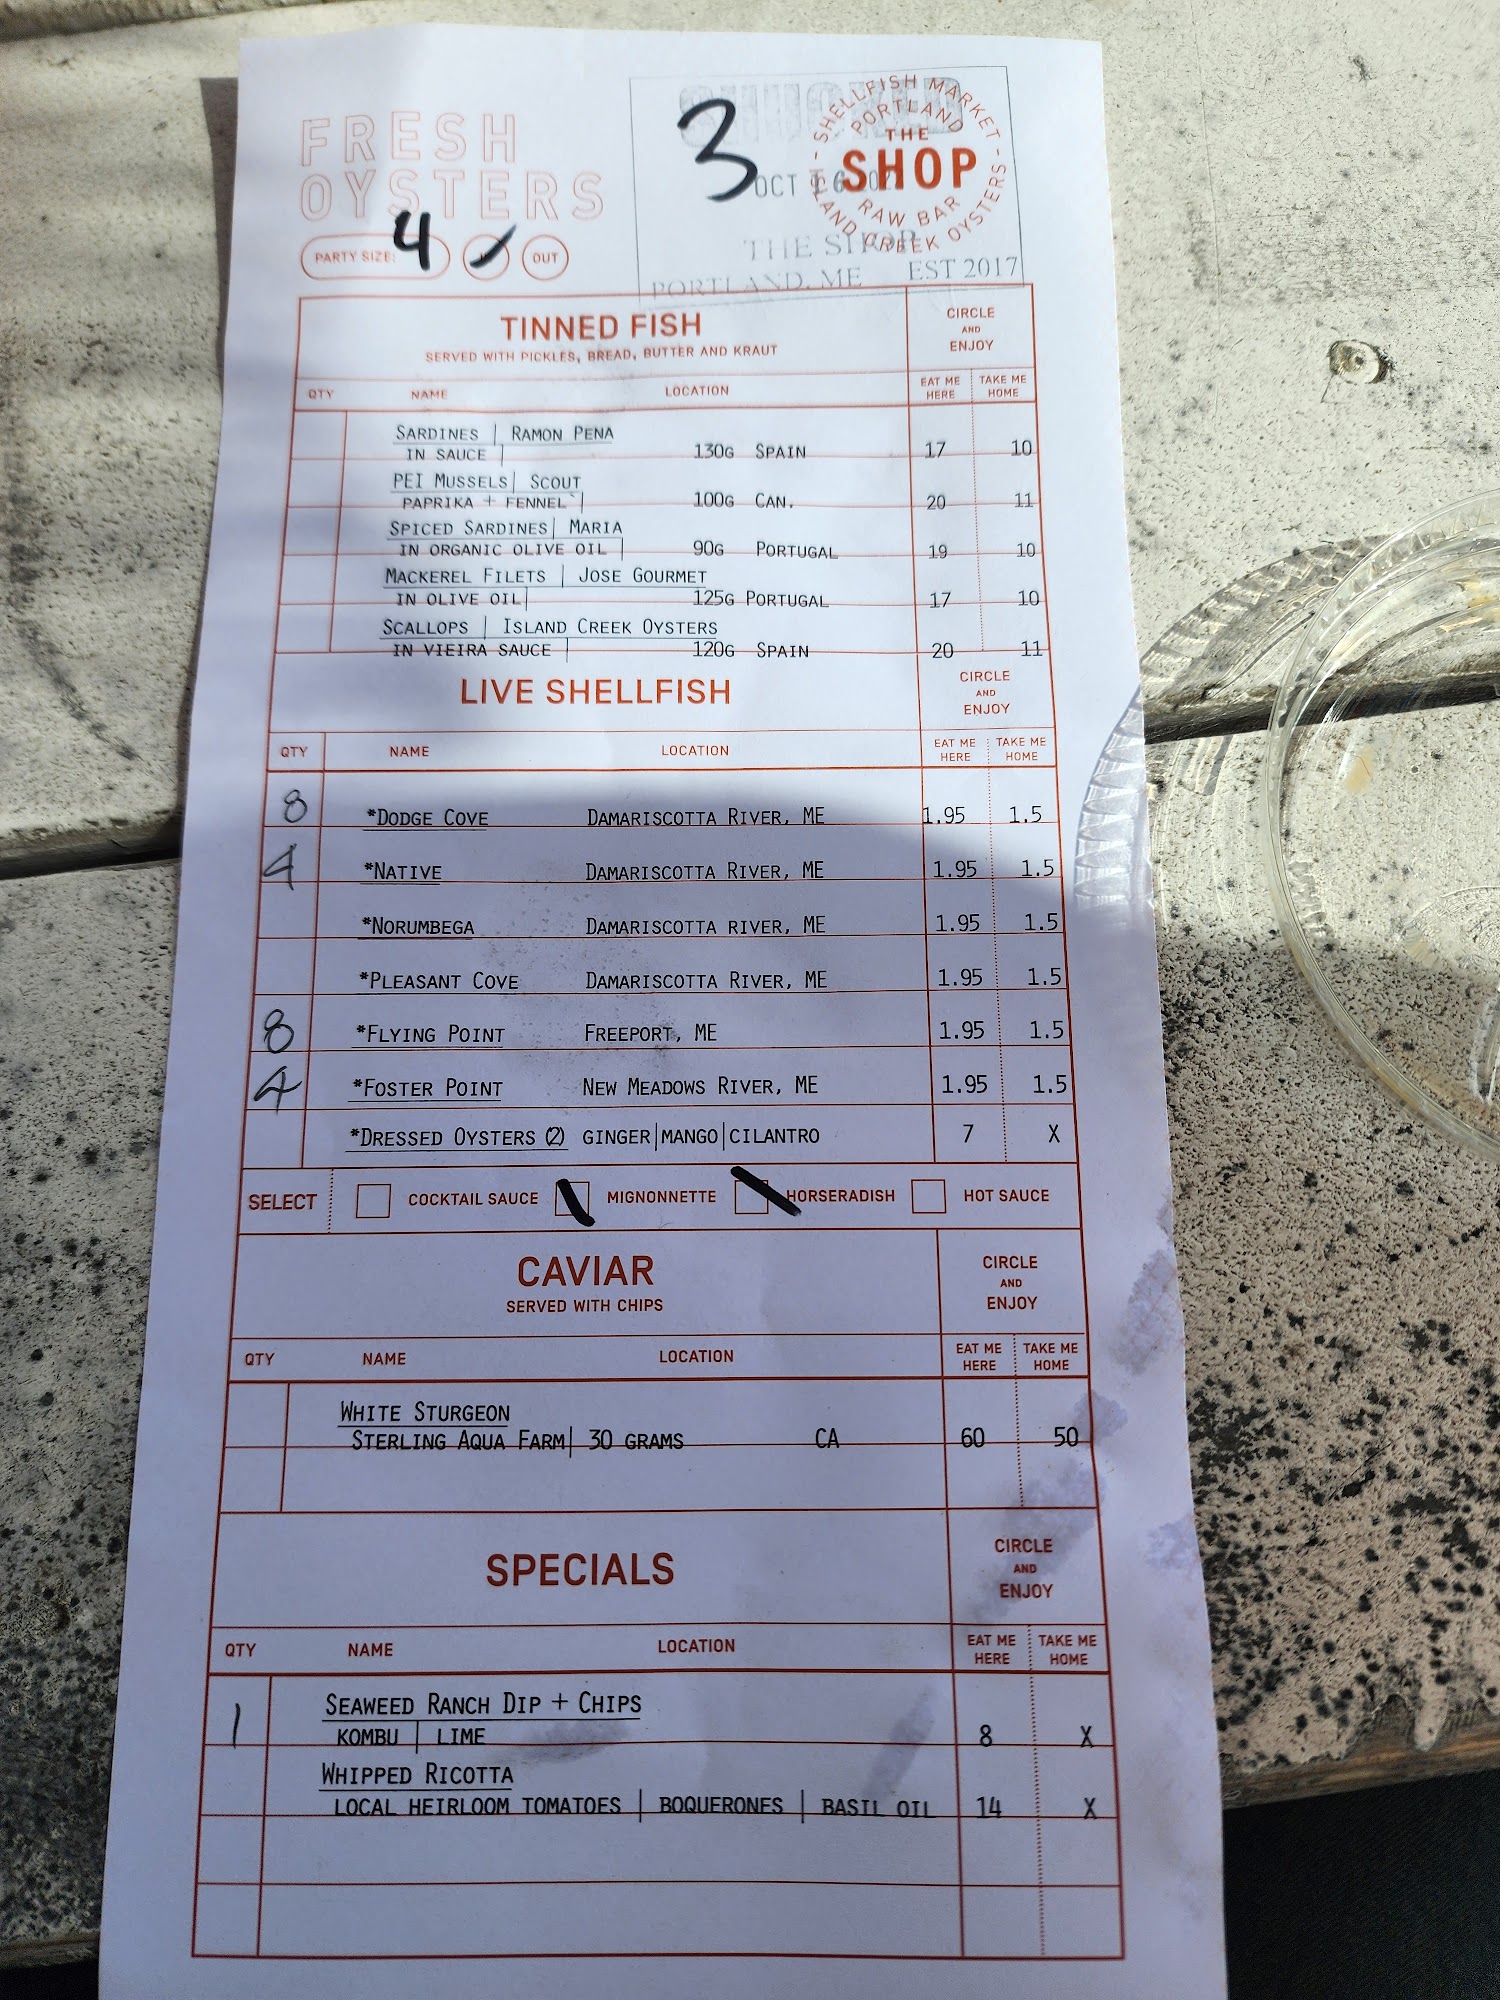 FRESH
OYSTERS
PARTY SIZE: 4
OUT
3
OCT
SHELLFISH MARKET
PORTLAND
THE
SHOP
RAW BAR
ISLAND CREEK OYSTERS
THE SHOP
PORTLAND, ME EST 2017
TINNED FISH
SERVED WITH PICKLES, BREAD, BUTTER AND KRAUT
CIRCLE
AND
ENJOY
QTY NAME LOCATION EAT ME HERE TAKE ME HOME
SARDINES | RAMON PENA
IN SAUCE | 130G SPAIN 17 10
PEI MUSSELS | SCOUT
PAPRIKA + FENNEL | 100G CAN. 20 11
SPICED SARDINES | MARIA
IN ORGANIC OLIVE OIL | 90G PORTUGAL 19 10
MACKEREL FILETS | JOSE GOURMET
IN OLIVE OIL | 125G PORTUGAL 17 10
SCALLOPS | ISLAND CREEK OYSTERS
IN VIEIRA SAUCE | 120G SPAIN 20 11
LIVE SHELLFISH
CIRCLE
AND
ENJOY
QTY NAME LOCATION EAT ME HERE TAKE ME HOME
8 *DODGE COVE DAMARISCOTTA RIVER, ME 1.95 1.5
4 *NATIVE DAMARISCOTTA RIVER, ME 1.95 1.5
*NORUMBEGA DAMARISCOTTA RIVER, ME 1.95 1.5
*PLEASANT COVE DAMARISCOTTA RIVER, ME 1.95 1.5
8 *FLYING POINT FREEPORT, ME 1.95 1.5
4 *FOSTER POINT NEW MEADOWS RIVER, ME 1.95 1.5
*DRESSED OYSTERS (2) GINGER|MANGO|CILANTRO 7 X
SELECT COCKTAIL SAUCE MIGNONNETTE HORSERADISH HOT SAUCE
CAVIAR
SERVED WITH CHIPS
CIRCLE
AND
ENJOY
QTY NAME LOCATION EAT ME HERE TAKE ME HOME
WHITE STURGEON
STERLING AQUA FARM | 30 GRAMS CA 60 50
SPECIALS
CIRCLE
AND
ENJOY
QTY NAME LOCATION EAT ME HERE TAKE ME HOME
1 SEAWEED RANCH DIP + CHIPS
KOMBU | LIME 8 X
WHIPPED RICOTTA
LOCAL HEIRLOOM TOMATOES | BOQUERONES | BASIL OIL 14 X